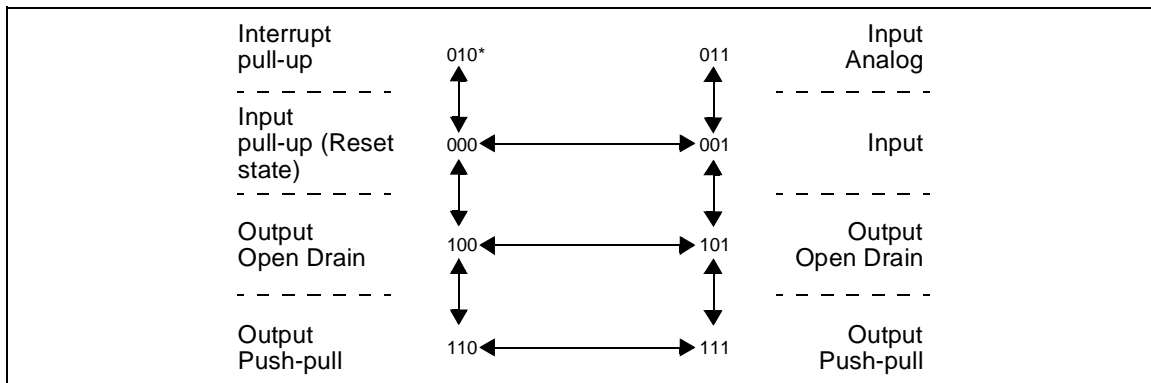 Interrupt
pull-up
010*
011
Input
Analog
Input
pull-up (Reset
state)
000
001
Input
Output
Open Drain
100
101
Output
Open Drain
Output
Push-pull
110
111
Output
Push-pull